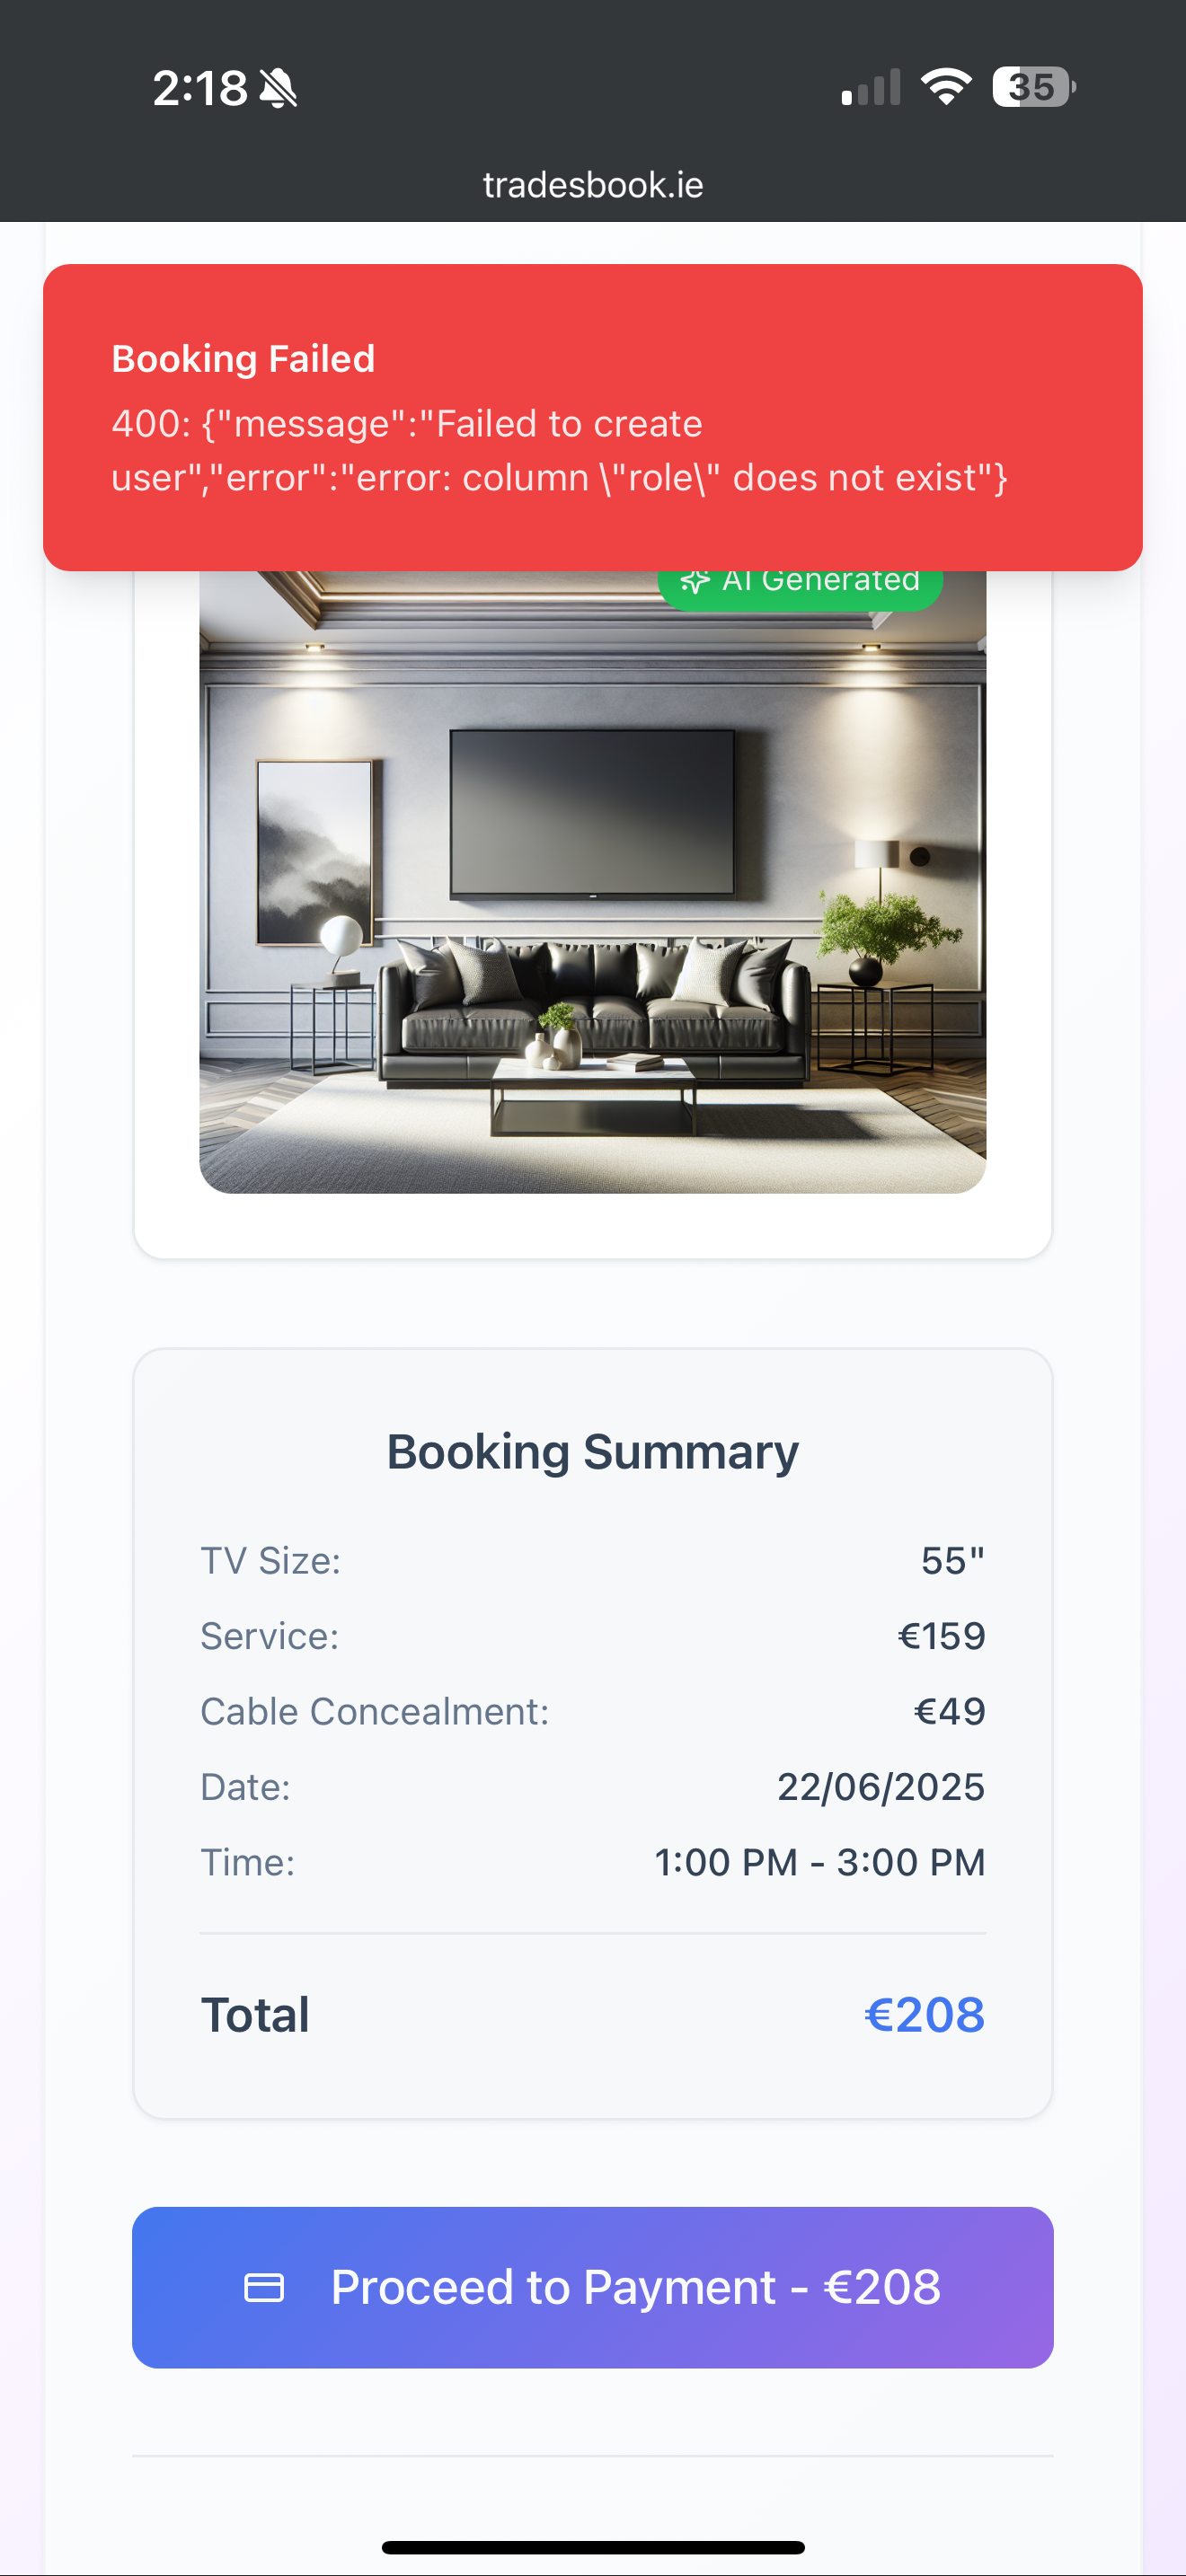 2:18
35
tradesbook.ie
Booking Failed
400: {"message":"Failed to create
user","error":"error: column \"role\" does not exist"}
AI Generated
Booking Summary
TV Size: 55"
Service: €159
Cable Concealment: €49
Date: 22/06/2025
Time: 1:00 PM - 3:00 PM
Total €208
Proceed to Payment - €208